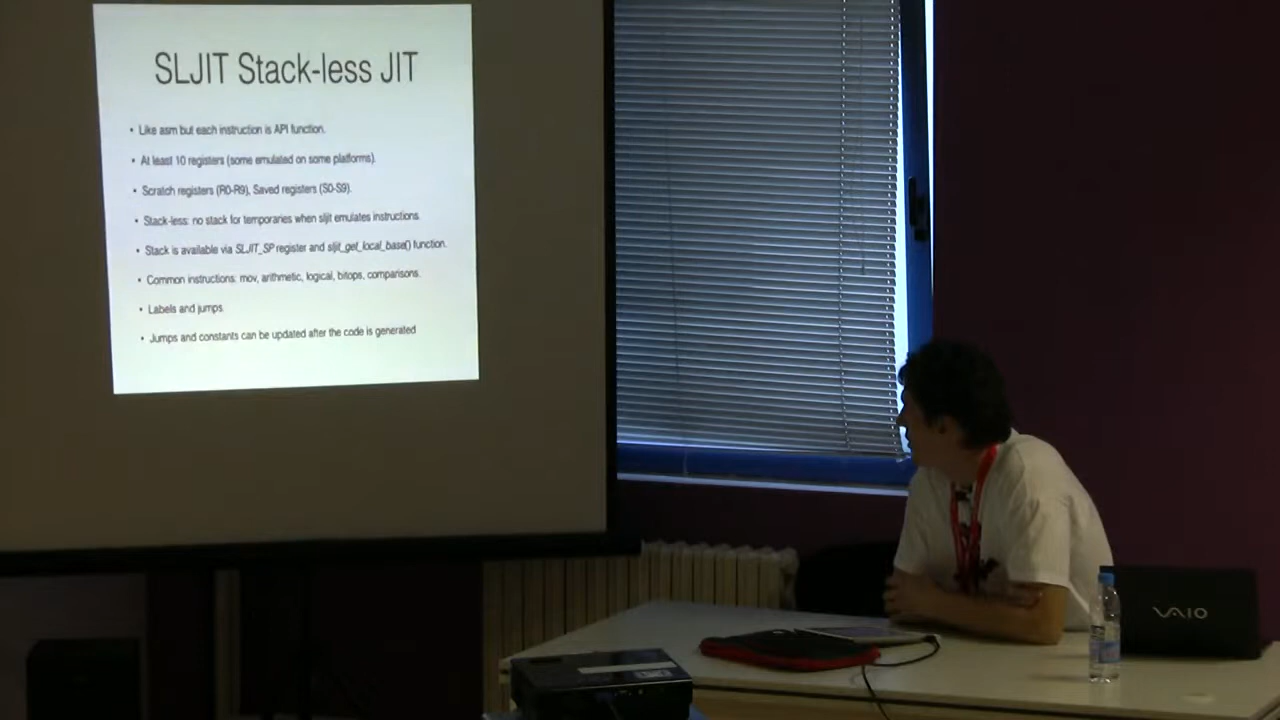 SLJIT Stack-less JIT
• Like asm but each instruction is API function.
• At least 10 registers (some emulated on some platforms).
• Scratch registers (R0-R9), Saved registers (S0-S9).
• Stack-less: no stack for temporaries when sljit emulates instructions.
• Stack is available via SLJIT_SP register and sljit_get_local_base() function.
• Common instructions: mov, arithmetic, logical, bitops, comparisons.
• Labels and jumps
• Jumps and constants can be updated after the code is generated
VAIO